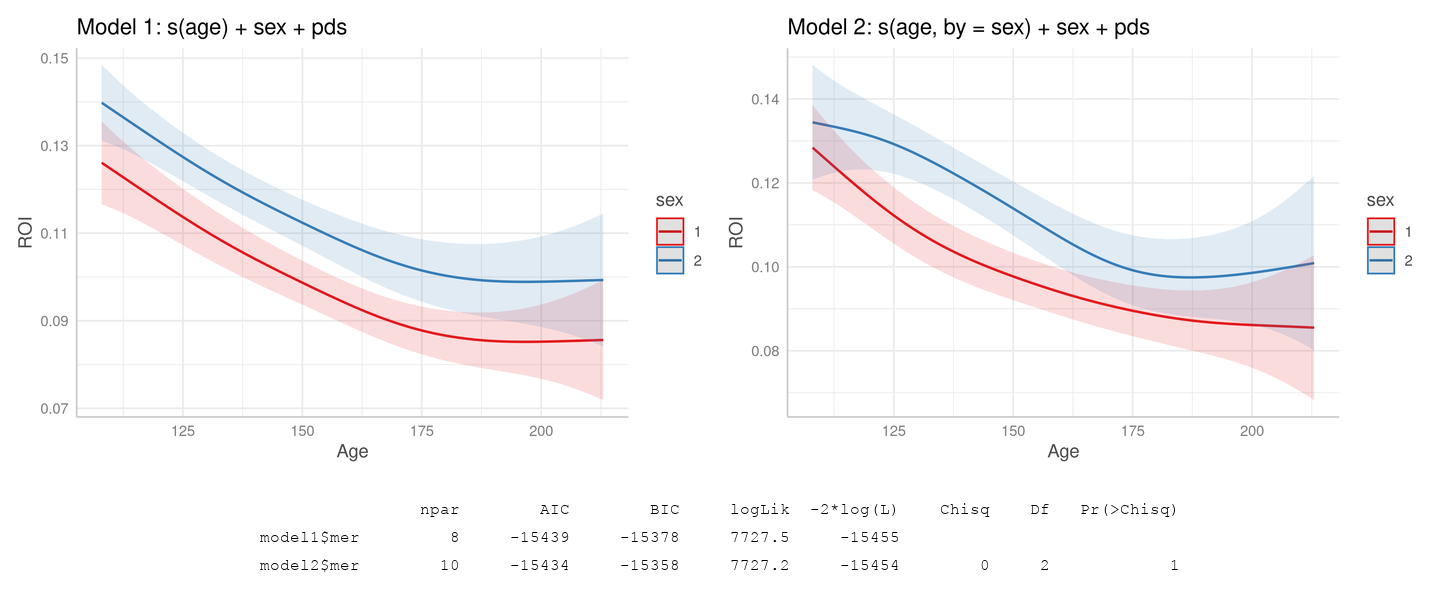 Model 1: s(age) + sex + pds
0.15
0.13
0.11
0.09
0.07
ROI
125 150 175 200
Age
sex
1
2
Model 2: s(age, by = sex) + sex + pds
0.14
0.12
0.10
0.08
ROI
125 150 175 200
Age
sex
1
2
npar AIC BIC logLik -2*log(L) Chisq Df Pr(>Chisq)
model1$mer 8 -15439 -15378 7727.5 -15455
model2$mer 10 -15434 -15358 7727.2 -15454 0 2 1